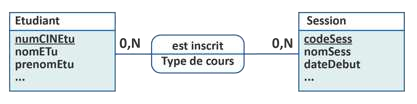 Etudiant
numCINEtu
nomETu
prenomEtu
...
0,N
est inscrit
Type de cours
0,N
Session
codeSess
nomSess
dateDebut
...